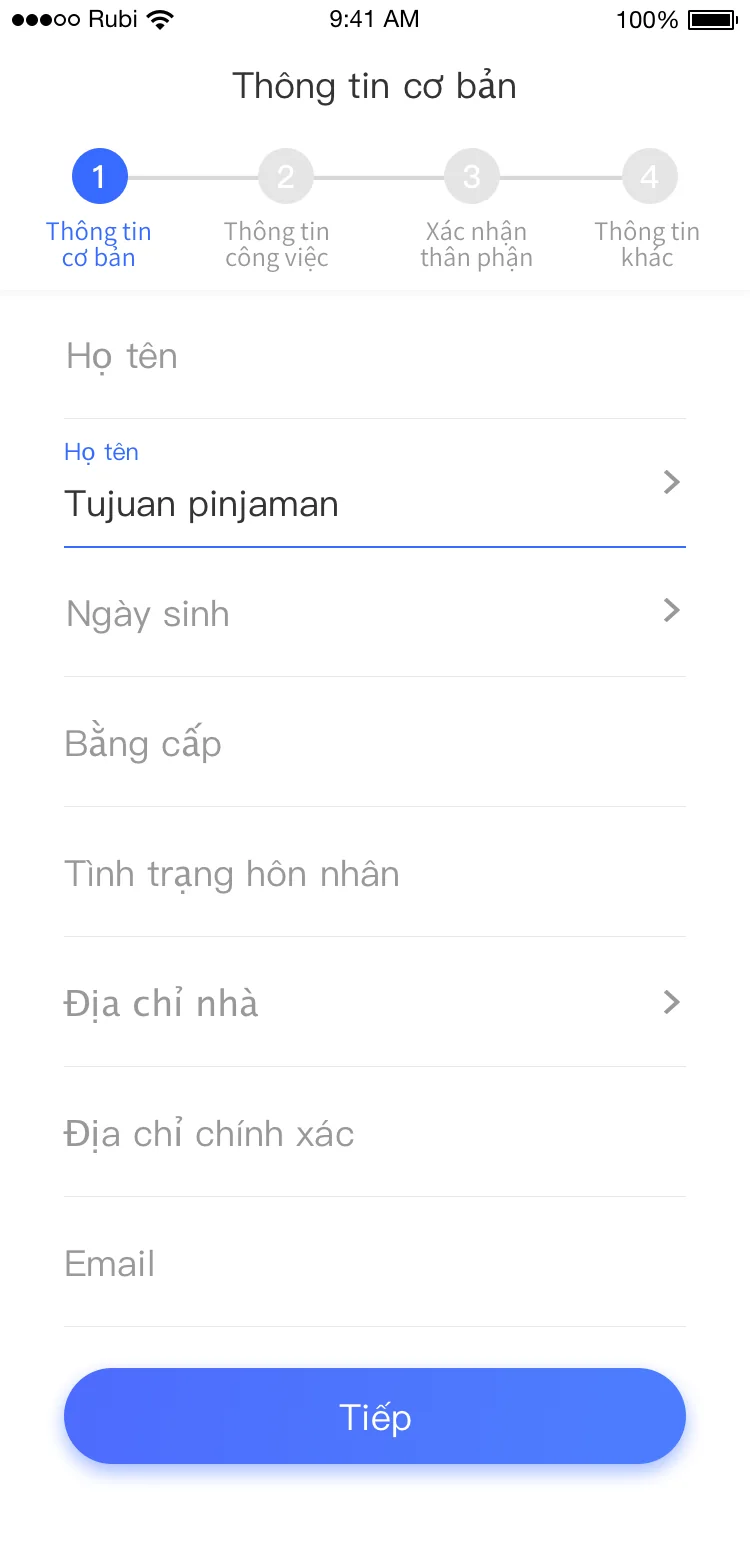 Rubi 9:41 AM 100%
Thông tin cơ bản
1 2 3 4
Thông tin Thông tin Xác nhận Thông tin
cơ bản công việc thân phận khác
Họ tên
Họ tên
Tujuan pinjaman
Ngày sinh
Bằng cấp
Tình trạng hôn nhân
Địa chỉ nhà
Địa chỉ chính xác
Email
Tiếp